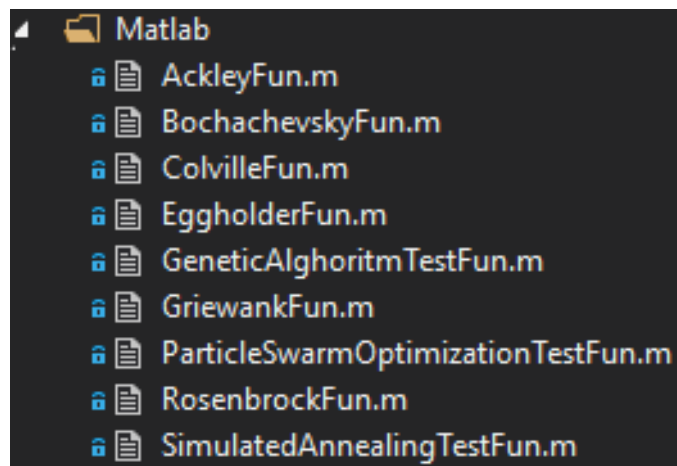 Matlab
AckleyFun.m
BochachevskyFun.m
ColvilleFun.m
EggholderFun.m
GeneticAlghoritmTestFun.m
GriewankFun.m
ParticleSwarmOptimizationTestFun.m
RosenbrockFun.m
SimulatedAnnealingTestFun.m